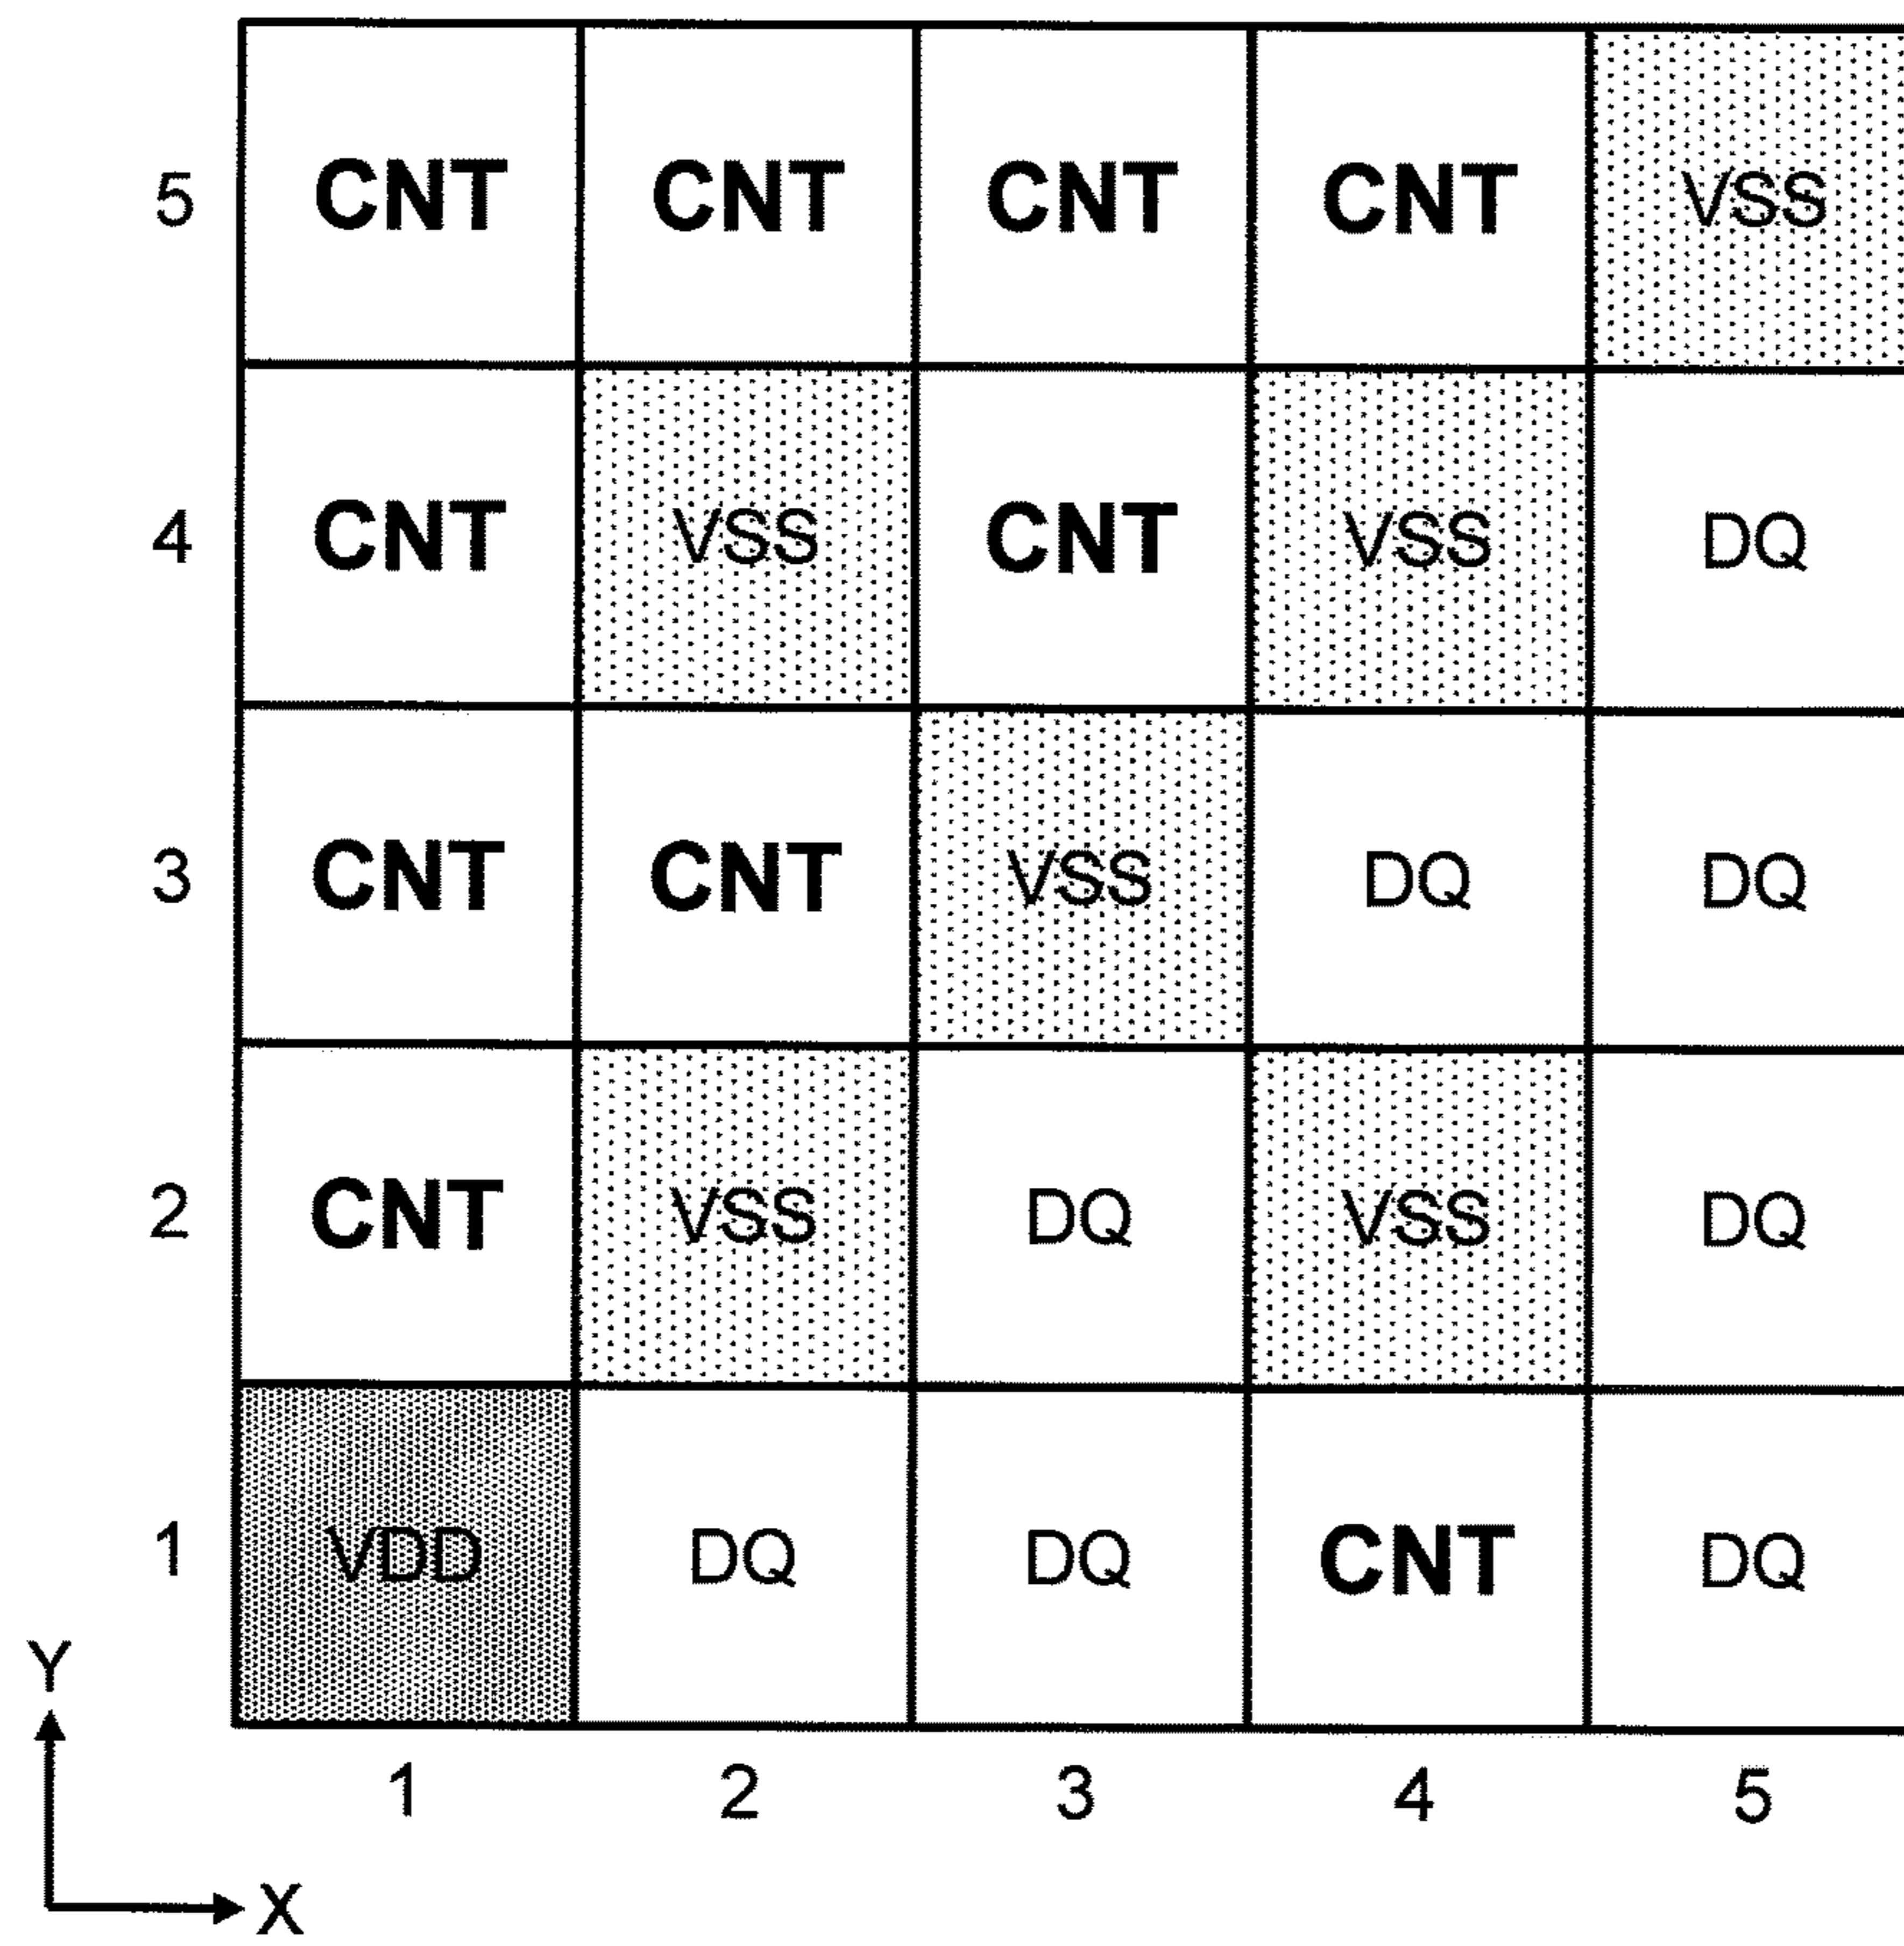 5 CNT CNT CNT CNT VSS
4 CNT VSS CNT VSS DQ
3 CNT CNT VSS DQ DQ
2 CNT VSS DQ VSS DQ
1 VDD DQ DQ CNT DQ
Y
1 2 3 4 5
X